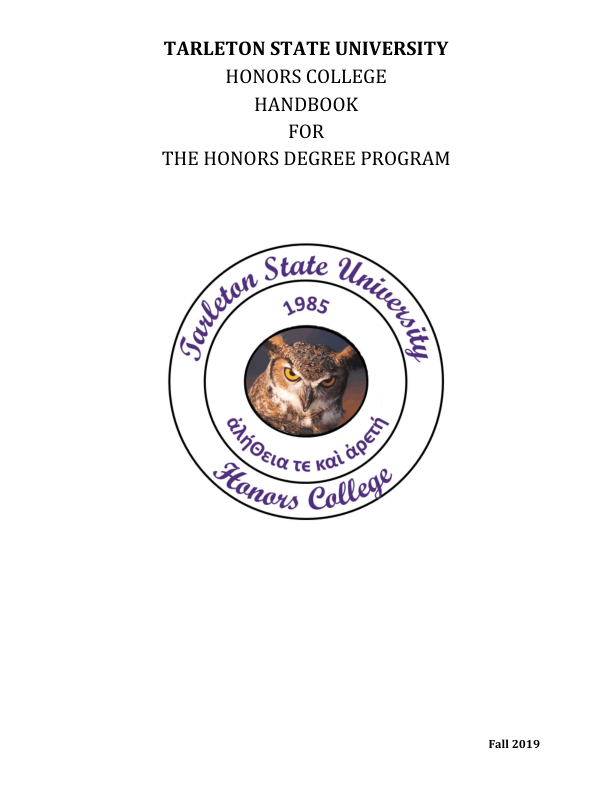 TARLETON STATE UNIVERSITY
HONORS COLLEGE
HANDBOOK
FOR
THE HONORS DEGREE PROGRAM
Tarleton State University
1985
ἀλήθεια τε καὶ ἀρετή
Honors College
Fall 2019